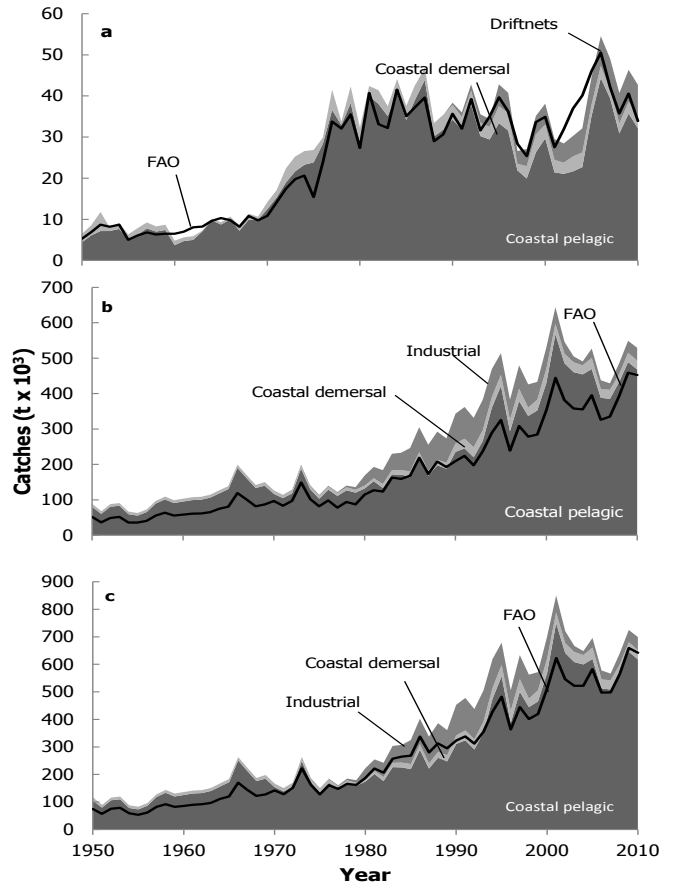 60
a
50
40
30
20
10
0
Driftnets
Coastal demersal
FAO
Coastal pelagic
Catches (t x 10³)
700
b
600
500
400
300
200
100
0
FAO
Industrial
Coastal demersal
Coastal pelagic
900
c
800
700
600
500
400
300
200
100
0
FAO
Coastal demersal
Industrial
Coastal pelagic
1950 1960 1970 1980 1990 2000 2010
Year